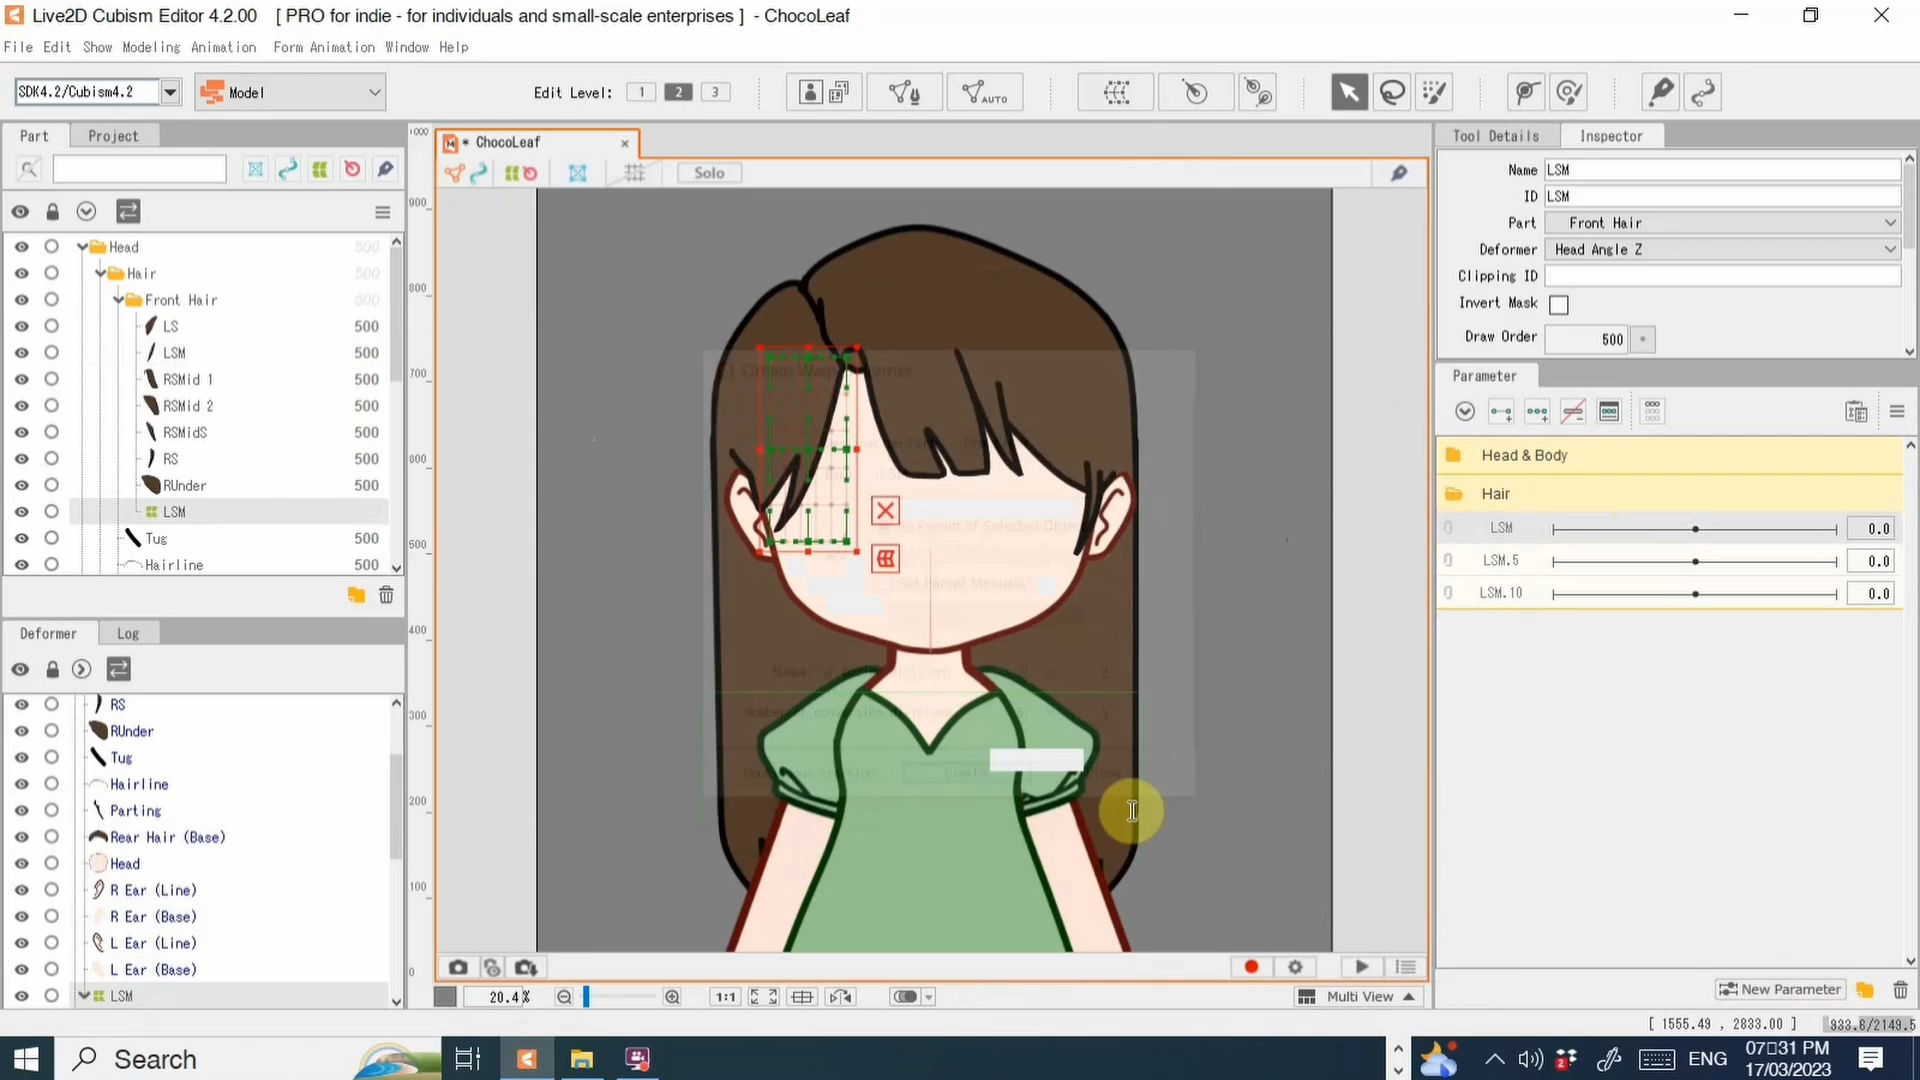 Live2D Cubism Editor 4.2.00 [ PRO for indie - for individuals and small-scale enterprises ] - ChocoLeaf
File Edit Show Modeling Animation Form Animation Window Help
SDK4.2/Cubism4.2 Model Edit Level: 1 2 3 AUTO
Part Project
* ChocoLeaf
Solo
Tool Details Inspector
Name LSM
ID LSM
Part Front Hair
Deformer Head Angle Z
Clipping ID
Invert Mask
Draw Order 500
Head 500
Hair 500
Front Hair 500
LS 500
LSM 500
RSMid 1 500
RSMid 2 500
RSMidS 500
RS 500
RUnder 500
LSM
Tug 500
Hairline 500
Deformer Log
RS
RUnder
Tug
Hairline
Parting
Rear Hair (Base)
Head
R Ear (Line)
R Ear (Base)
L Ear (Line)
L Ear (Base)
LSM
1000
900
800
700
600
500
400
300
200
100
0
Parameter
Head & Body
Hair
LSM 0.0
LSM.5 0.0
LSM.10 0.0
New Parameter
20.4% 1:1 Multi View
[ 1555.49 , 2833.00 ] 933.6/2149.5
Search
ENG
07:31 PM
17/03/2023